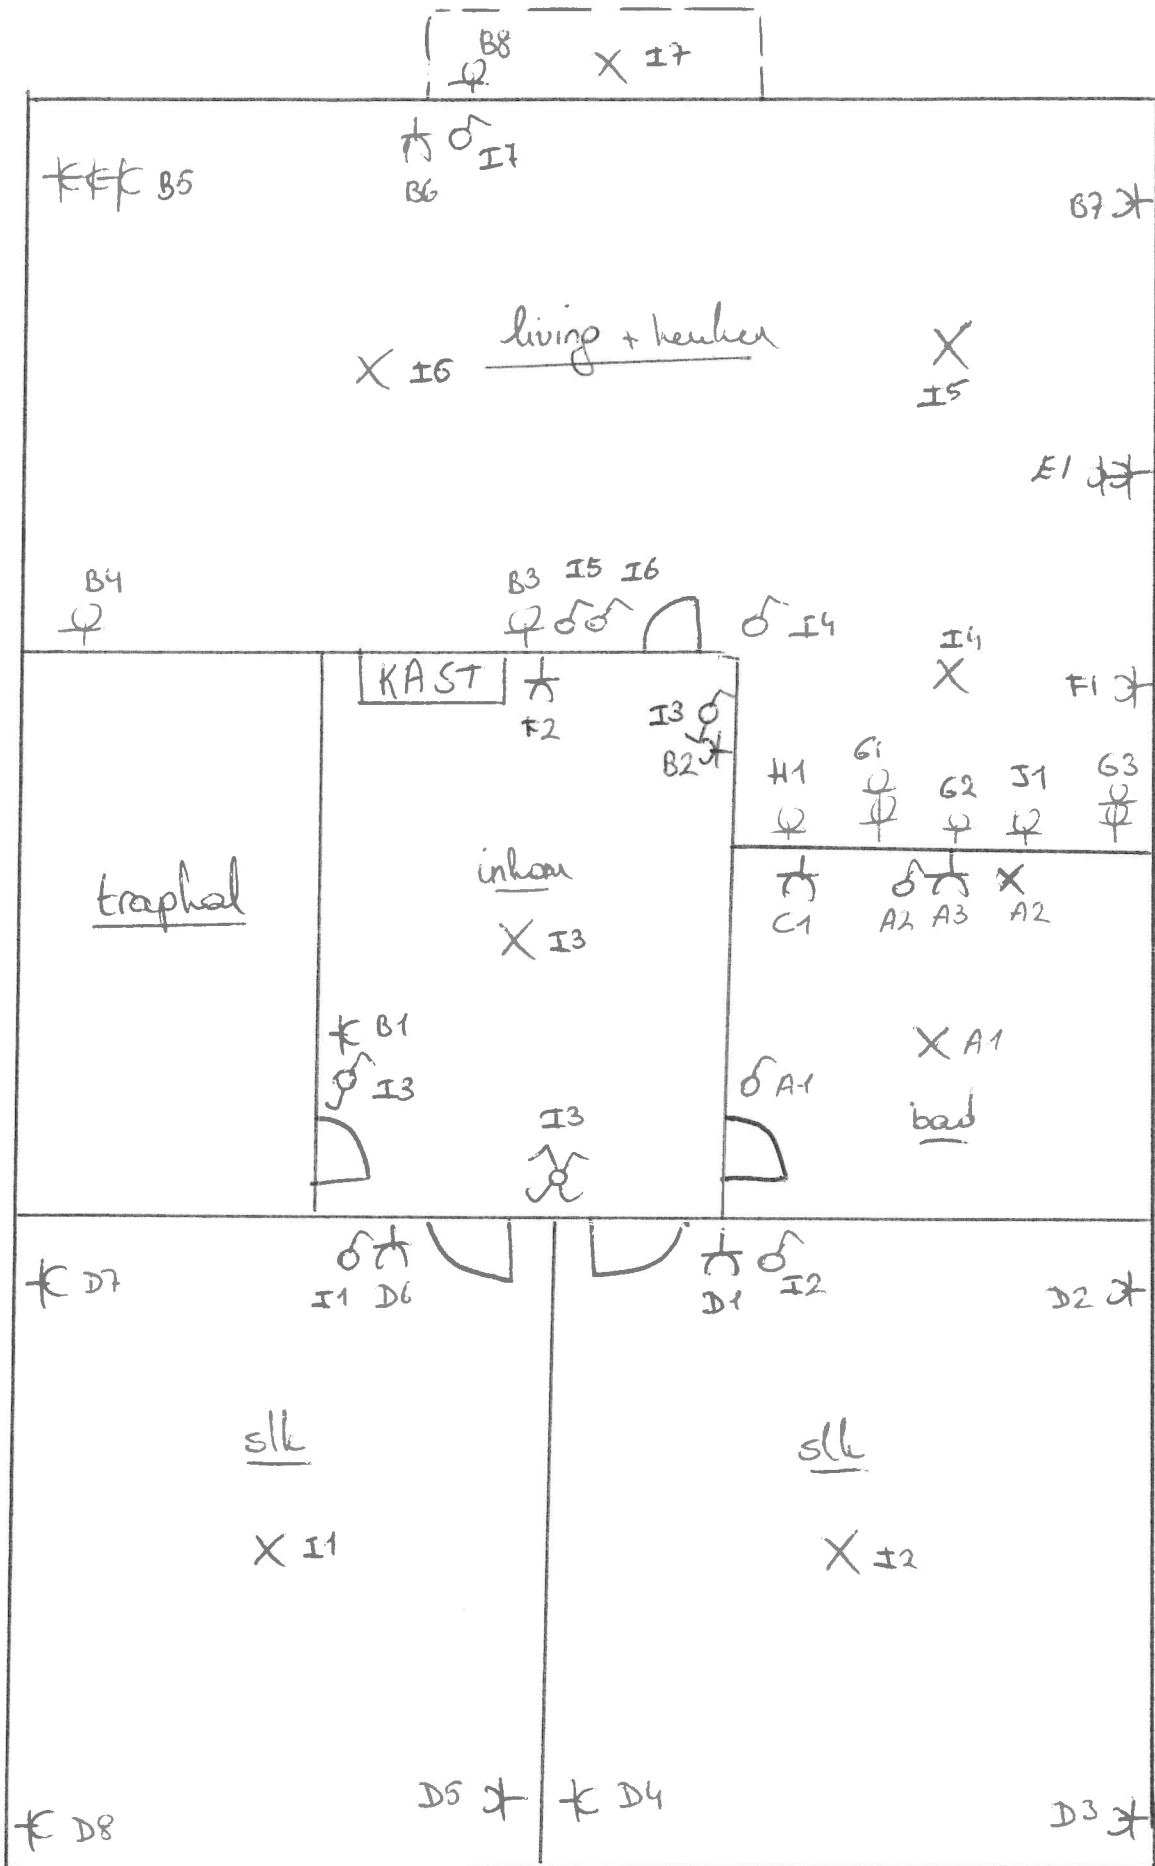 B8
I7
I7
B6
B5
B7
living + keuken
I6
I5
E1
B4
B3 I5 I6
I4
I4
KAST
F2
I3
B2
F1
H1 G1 G2 J1 G3
traphal
inkom
I3
C1 A2 A3 A2
B1
I3
A1
A1
bad
I3
D7
I1 D6
D1 I2
D2
slk
slk
I1
I2
D5
D4
D8
D3